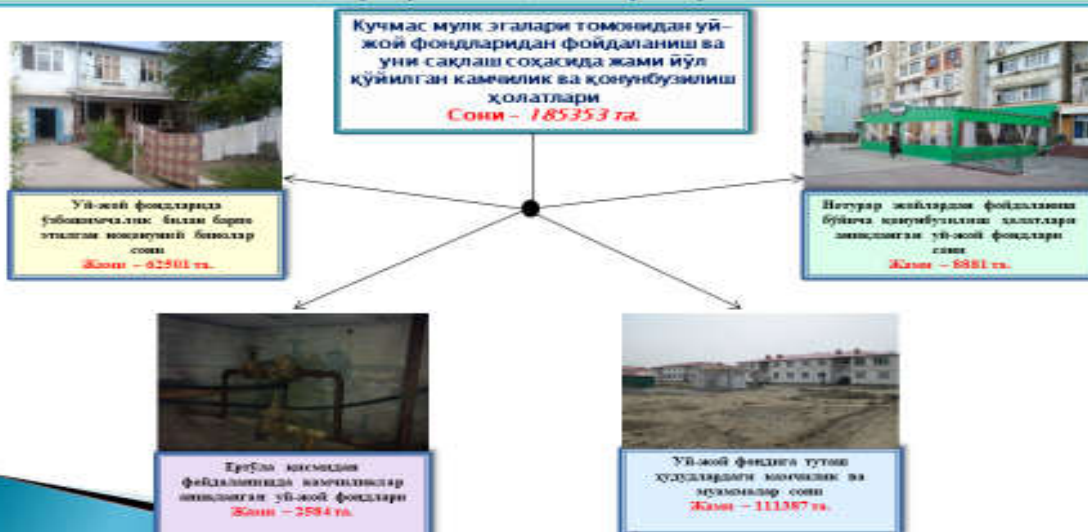 Кучмас мулк эгалари томонидан уй–
жой фондларидан фойдаланиш ва
уни сақлаш соҳасида жами йўл
қўйилган камчилик ва қонунбузилиш
ҳолатлари
Сони – 185353 та.
Уй-жой фондларида
ўзбошимчалик билан барпо
этилган ноқонуний бинолар
сони
Жами – 62501 та.
Нотурар жойлардан фойдаланиш
бўйича қонунбузилиш ҳолатлари
аниқланган уй-жой фондлари
сони
Жами – 8881 та.
Ертўла қисмидан
фойдаланишда камчиликлар
аниқланган уй-жой фондлари
Жами – 2584 та.
Уй-жой фондига туташ
ҳудудлардаги камчилик ва
муаммолар сони
Жами – 111387 та.